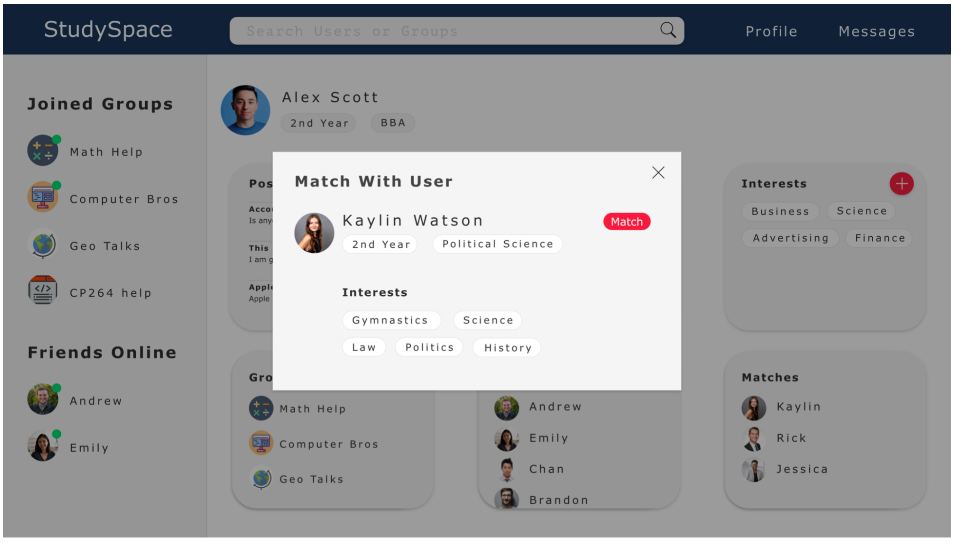 StudySpace
Search Users or Groups
Profile
Messages
Joined Groups
Math Help
Computer Bros
Geo Talks
CP264 help
Friends Online
Andrew
Emily
Alex Scott
2nd Year BBA
Pos
Accou
Is any
This
I am g
Apple
Apple
Match With User
Kaylin Watson
Match
2nd Year Political Science
Interests
Gymnastics Science
Law Politics History
Interests
Business Science
Advertising Finance
Gro
Math Help
Computer Bros
Geo Talks
Andrew
Emily
Chan
Brandon
Matches
Kaylin
Rick
Jessica